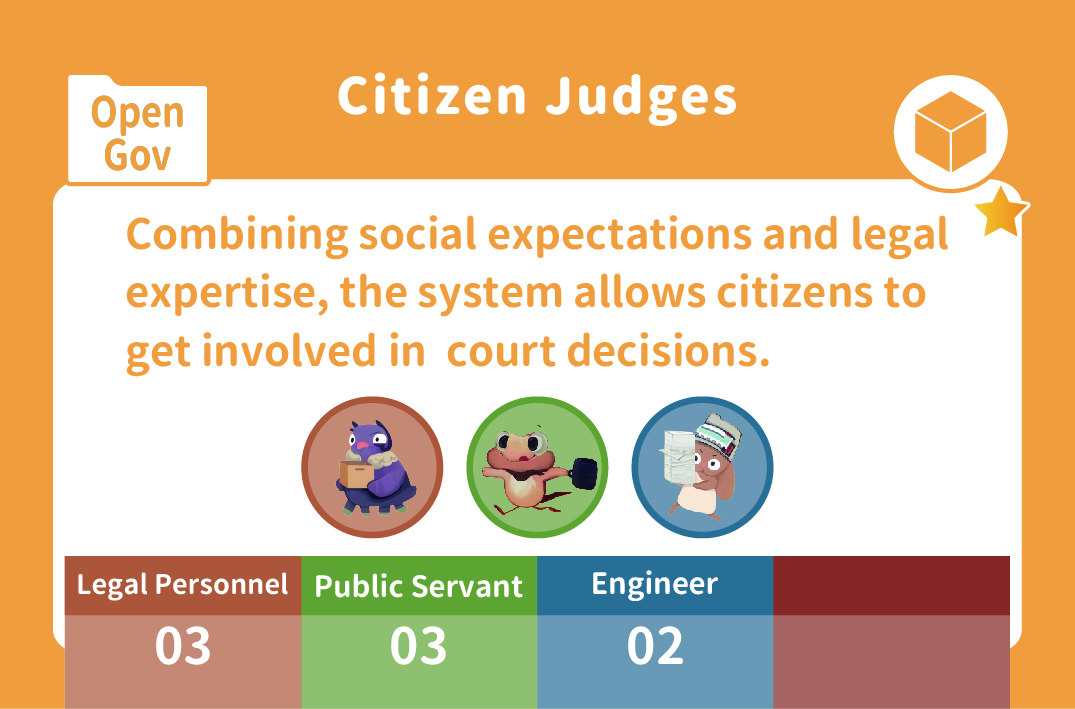 Open
Gov
Citizen Judges
Combining social expectations and legal
expertise, the system allows citizens to
get involved in  court decisions.
Legal Personnel
Public Servant
Engineer
03
03
02